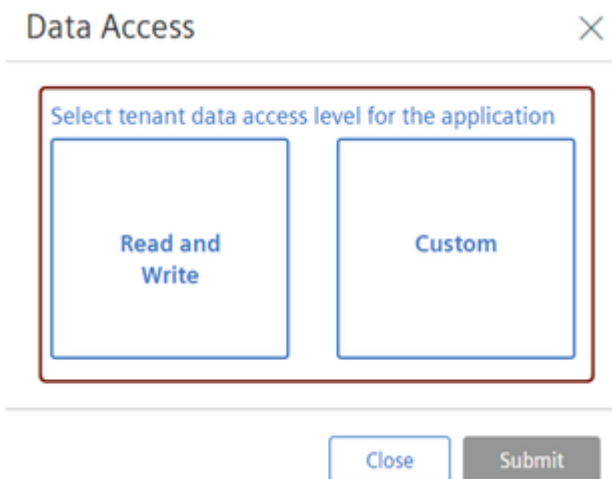 Data Access
Select tenant data access level for the application
Read and
Write
Custom
Close
Submit